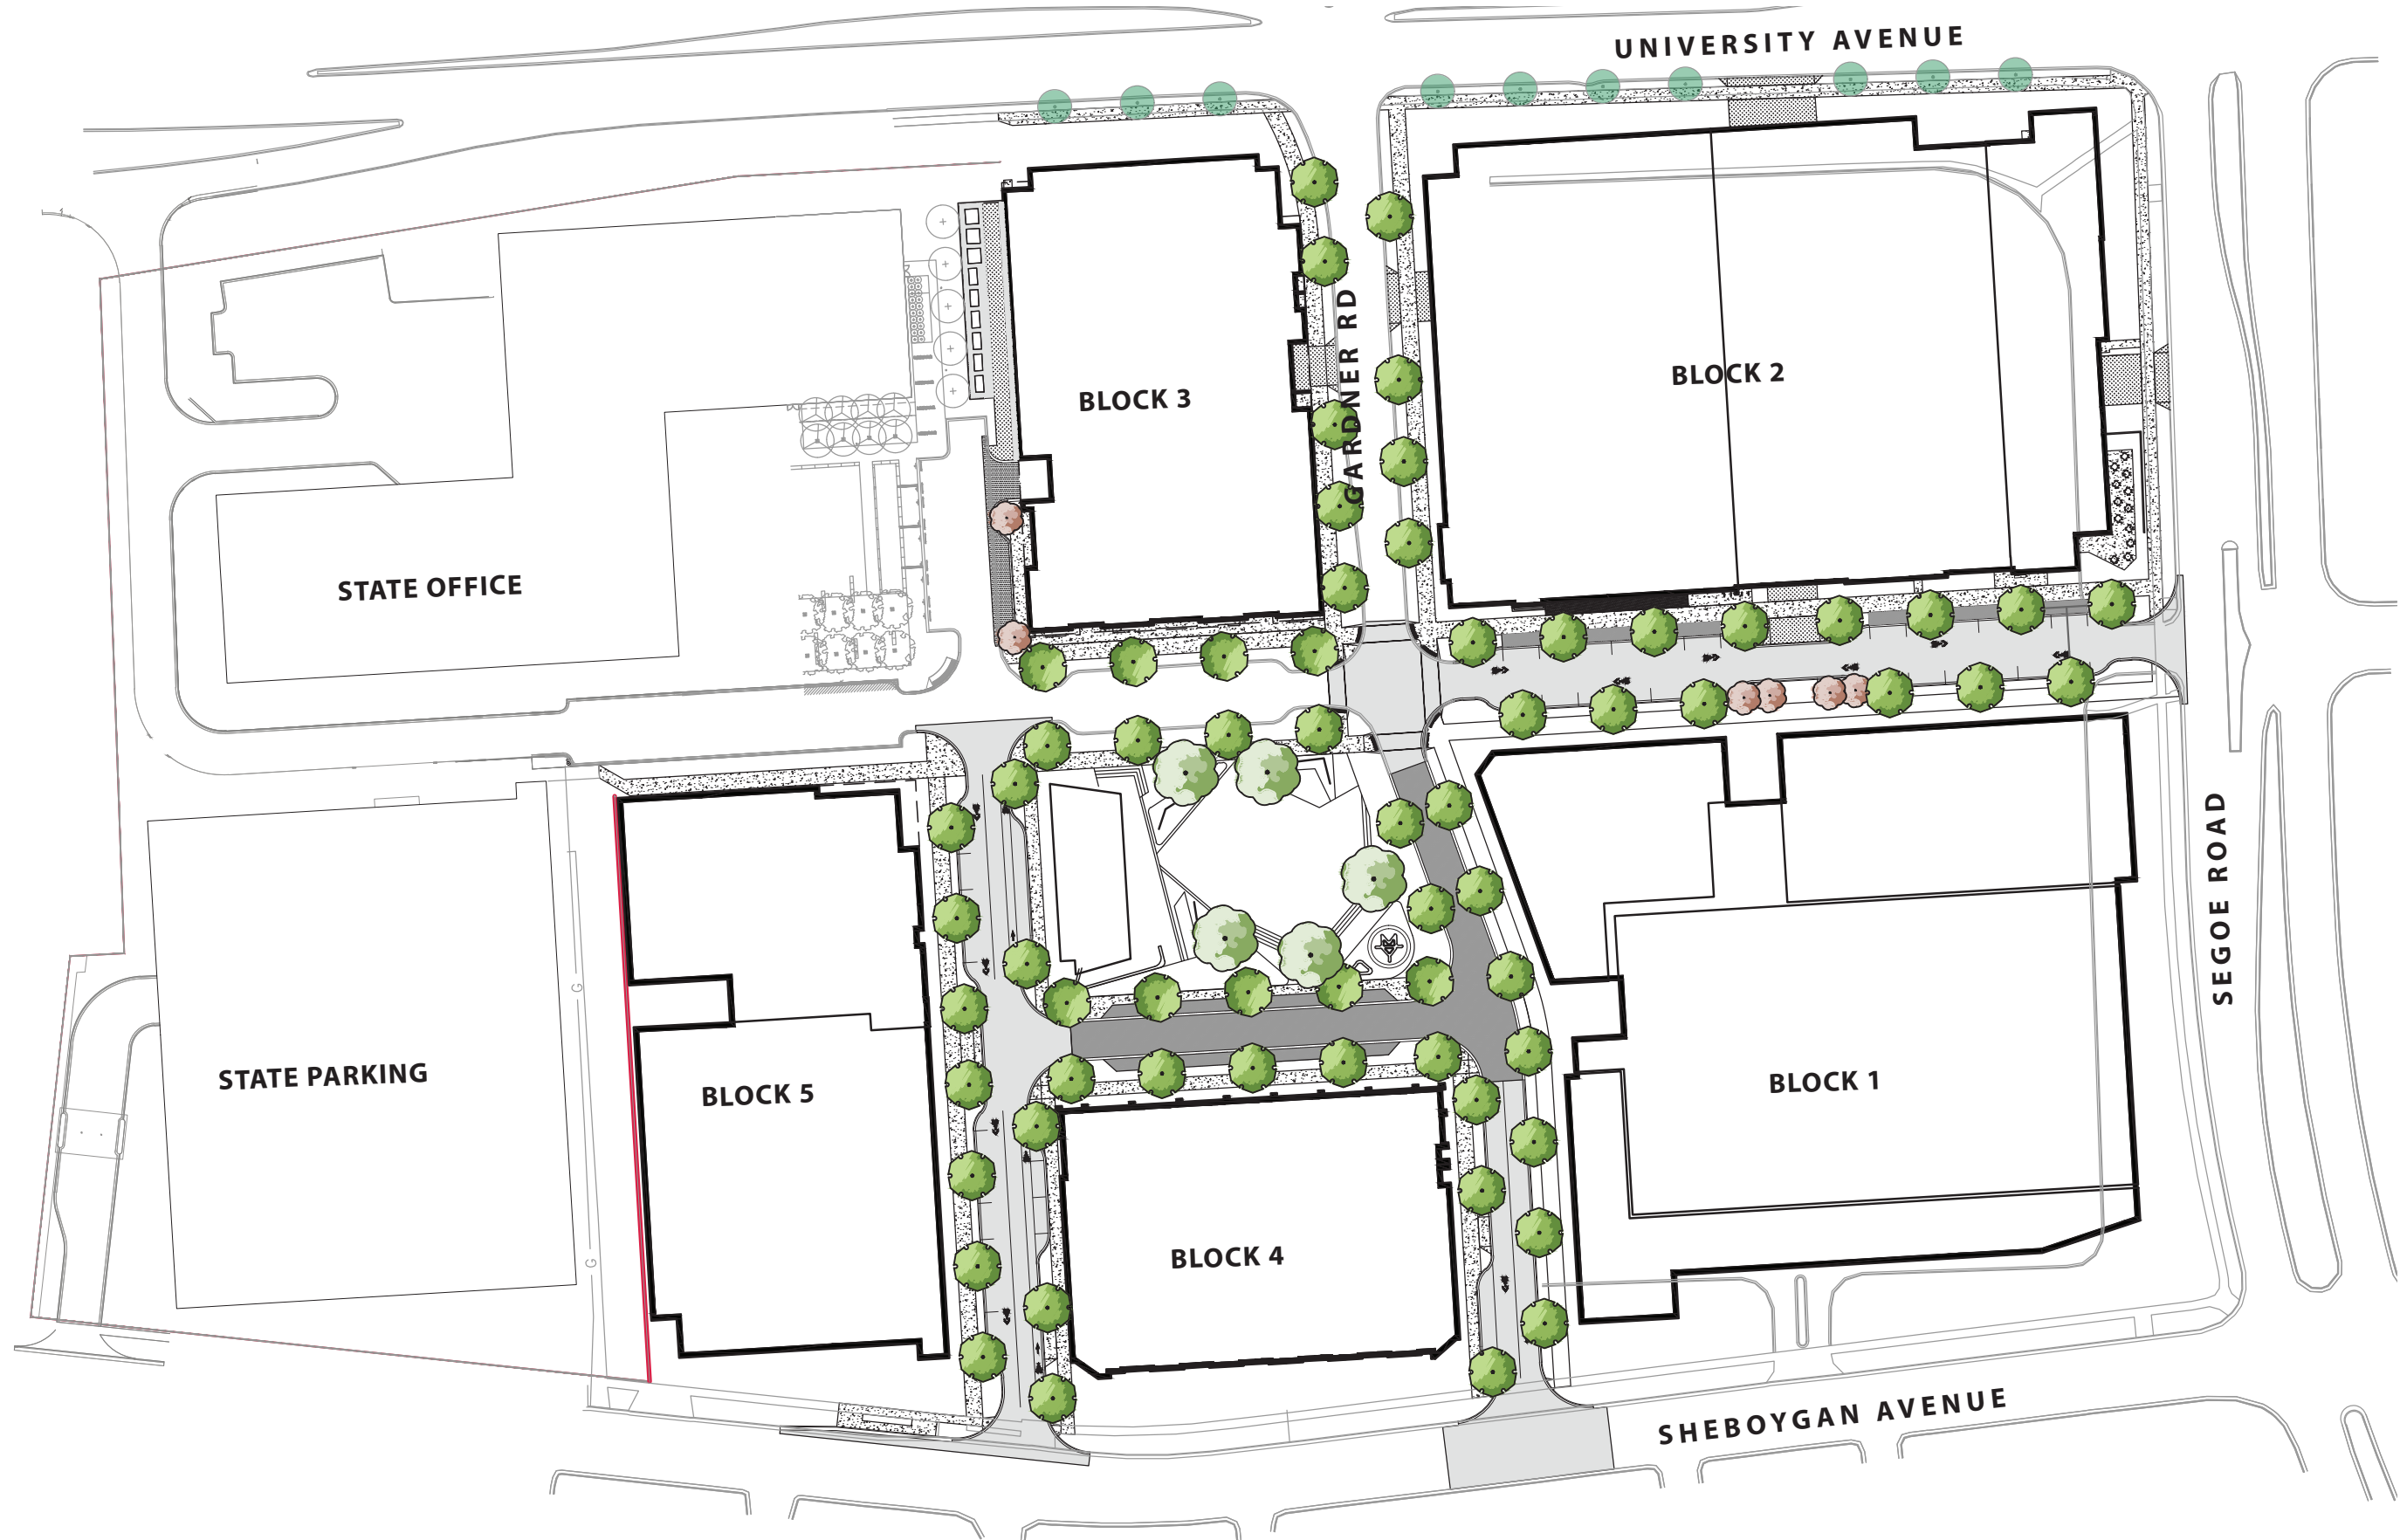 UNIVERSITY AVENUE
BLOCK 3
GARDNER RD
BLOCK 2
STATE OFFICE
SEGOE ROAD
STATE PARKING
BLOCK 5
BLOCK 1
BLOCK 4
SHEBOYGAN AVENUE
G
G